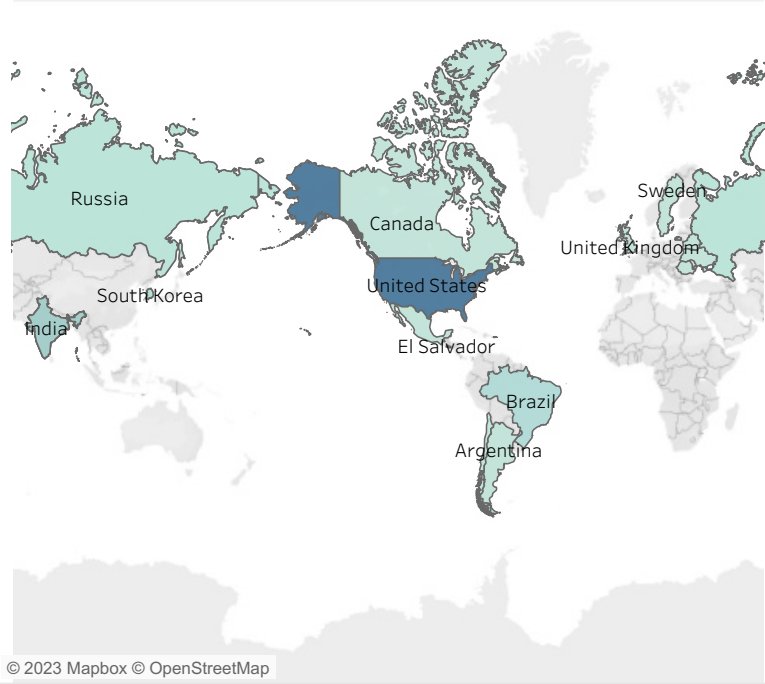 Russia
Sweden
Canada
United Kingdom
United States
South Korea
India
El Salvador
Brazil
Argentina
© 2023 Mapbox © OpenStreetMap